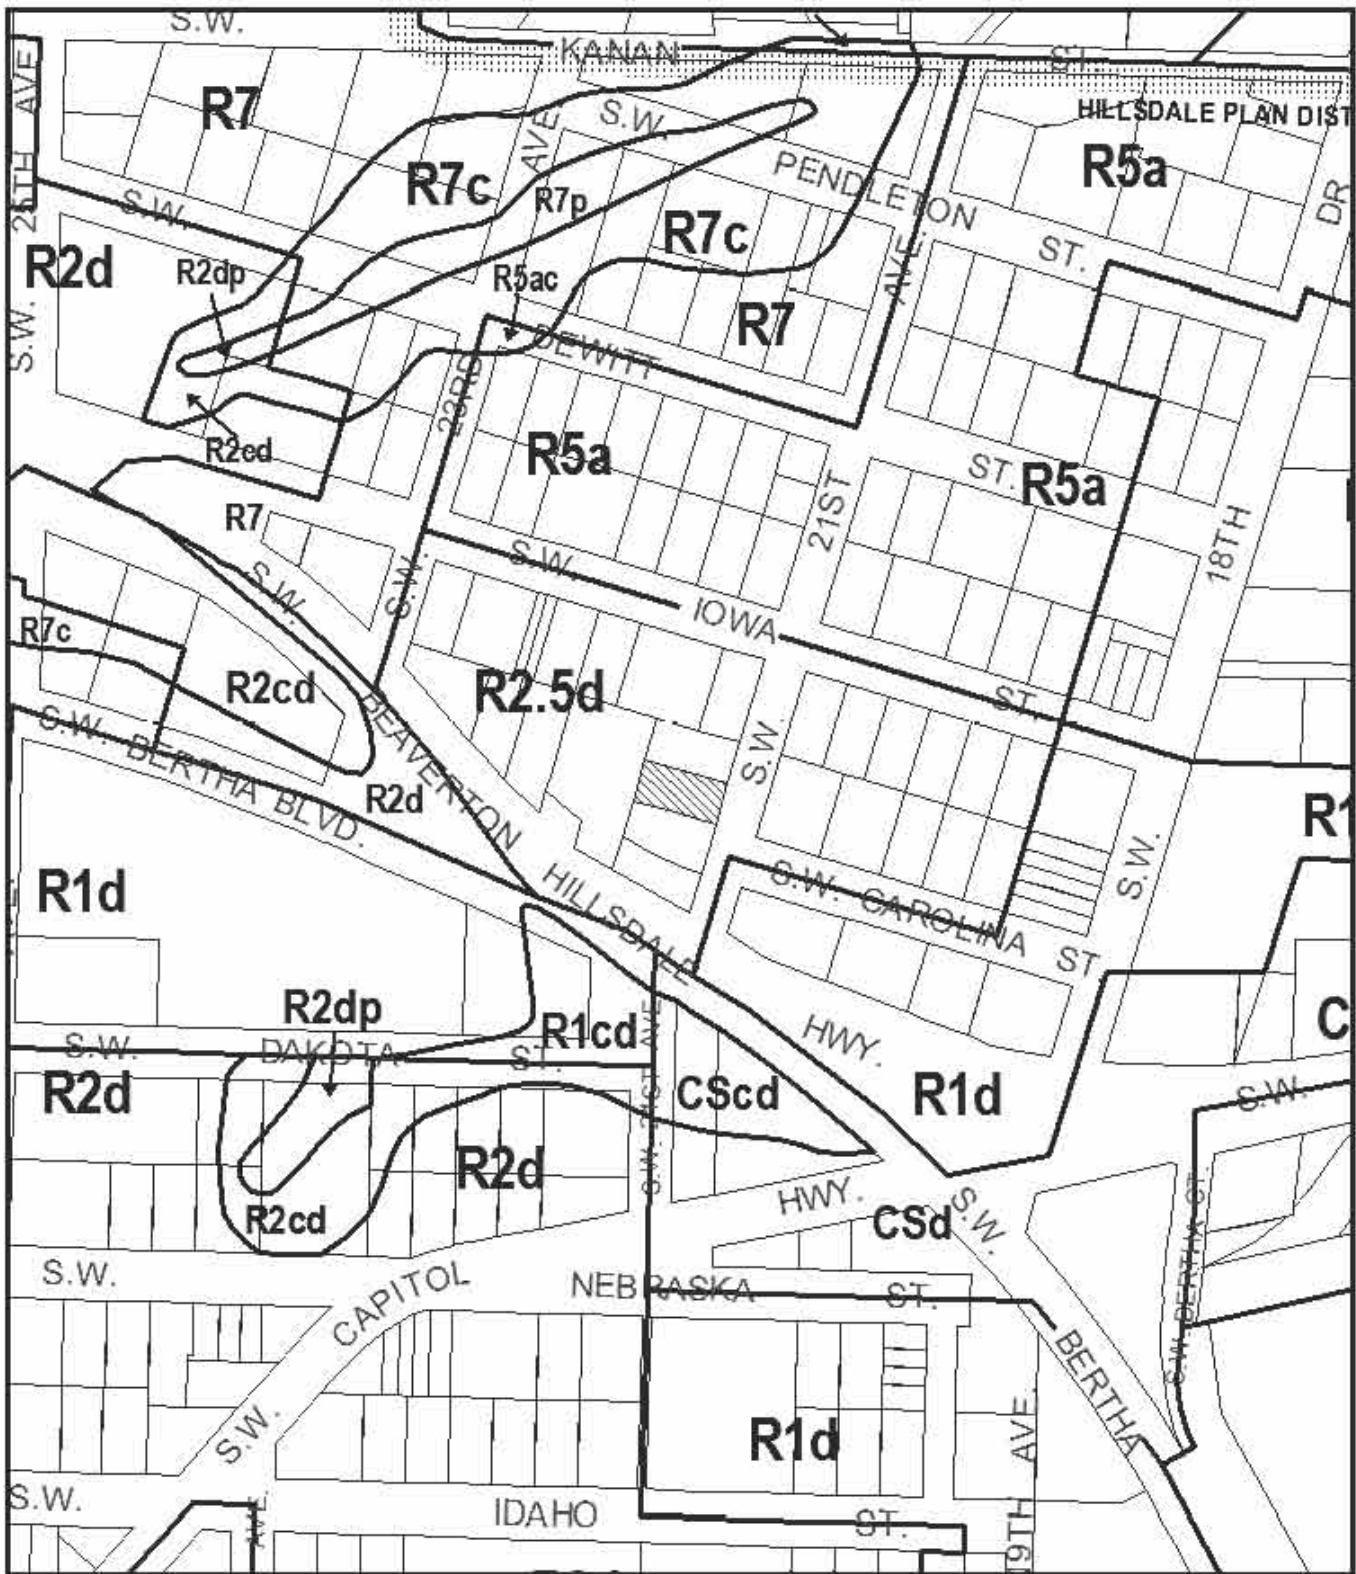 S.W.
KANAN
ST.
25TH AVE
R7
HILLSDALE PLAN DIST
AVE
S.W.
R5a
R7c
R7p
PENDLETON
ST.
DR
S.W.
R2d
R2dp
R7c
R5ac
AVE.
R7
S.W.
DEWITT
ST.
23RD
R2cd
R5a
R5a
21ST
18TH
R7
S.W.
S.W.
S.W.
IOWA
ST.
R7c
R2cd
R2.5d
BEAVERTON
HILLSDALE
HWY.
S.W.
S.W. BERTHA BLVD.
R2d
R1
R1d
S.W. CAROLINA ST.
S.W.
R2dp
R1cd
C
S.W.
DAKOTA
ST.
S.W. 21ST AVE
R2d
CScd
R1d
S.W.
R2d
HWY.
S.W.
BERTHA
S.W. BERTHA CT.
R2cd
CSd
S.W.
CAPITOL
NEBRASKA
ST.
S.W.
R1d
19TH AVE.
S.W.
AVE.
IDAHO
ST.